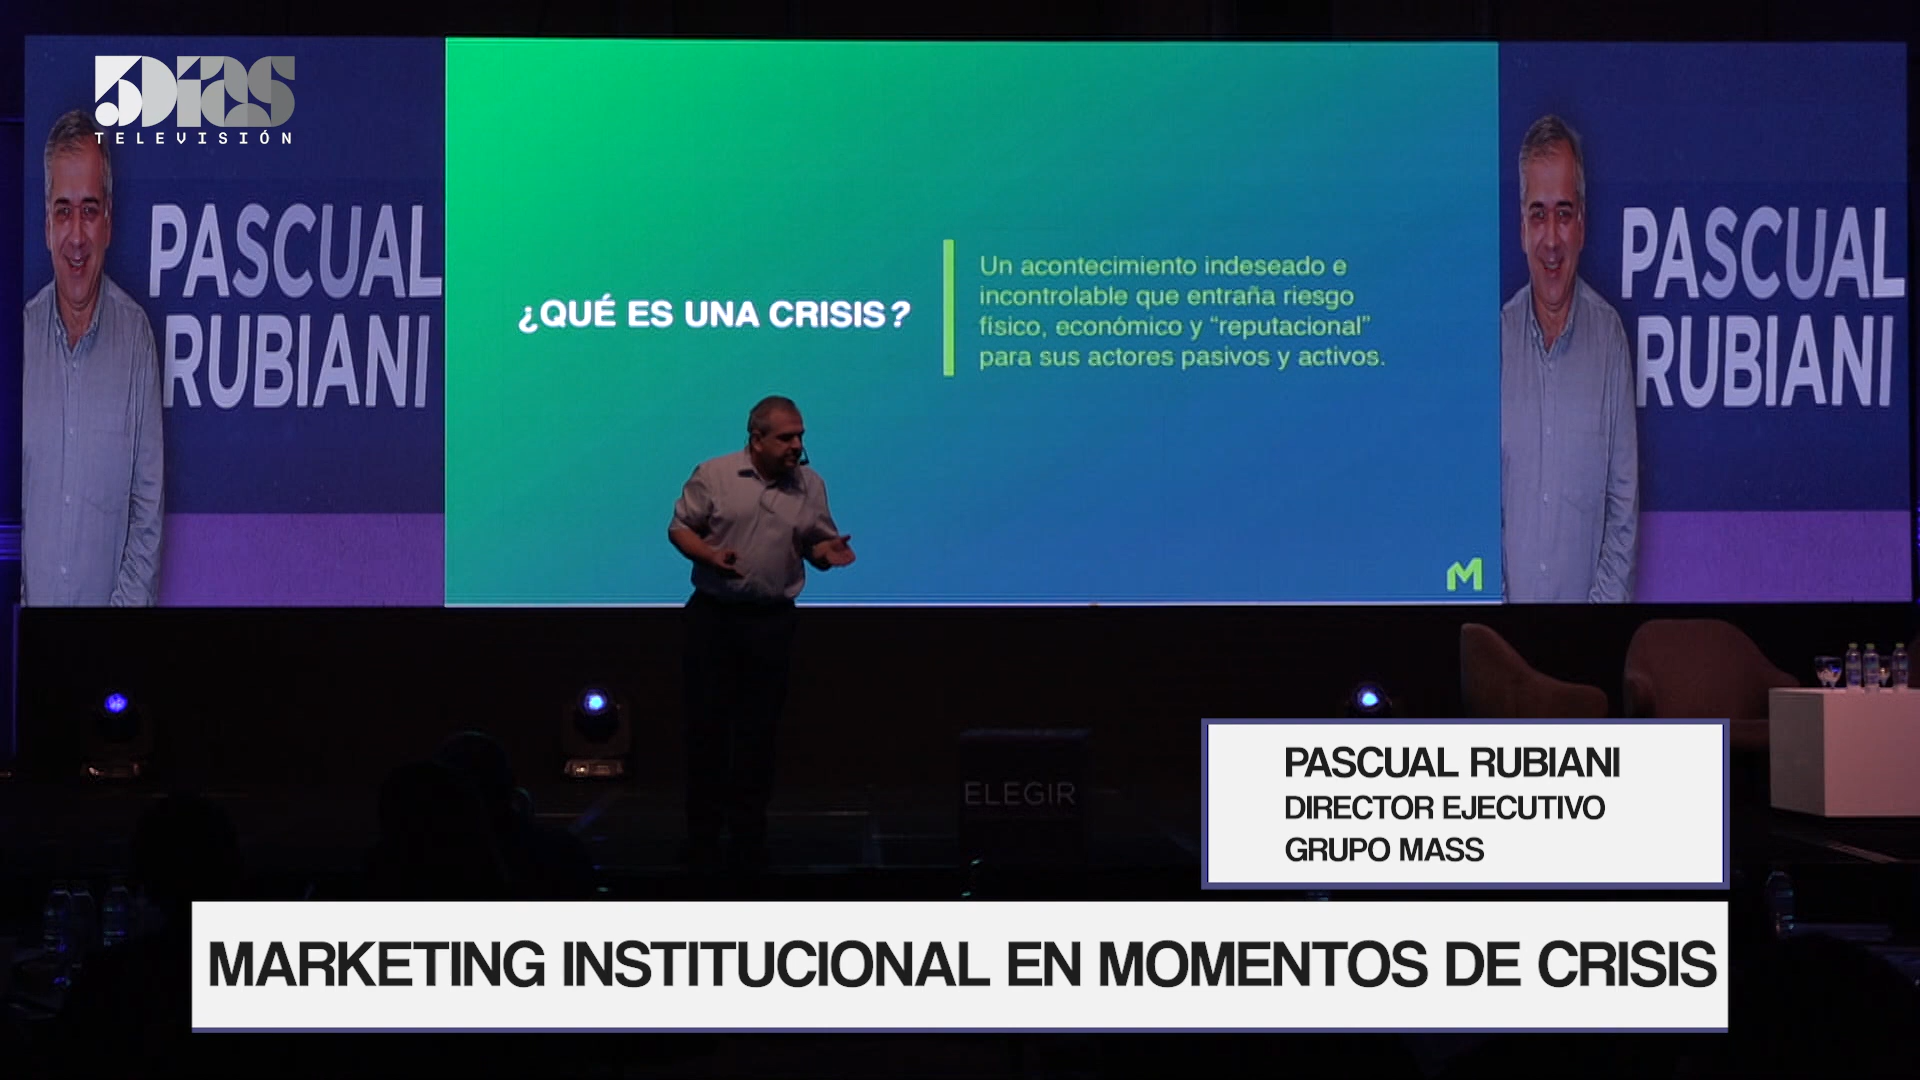 5Días
TELEVISIÓN
PASCUAL
RUBIANI
¿QUÉ ES UNA CRISIS?
Un acontecimiento indeseado e
incontrolable que entraña riesgo
físico, económico y “reputacional”
para sus actores pasivos y activos.
M
PASCUAL
RUBIANI
ELEGIR
PASCUAL RUBIANI
DIRECTOR EJECUTIVO
GRUPO MASS
MARKETING INSTITUCIONAL EN MOMENTOS DE CRISIS